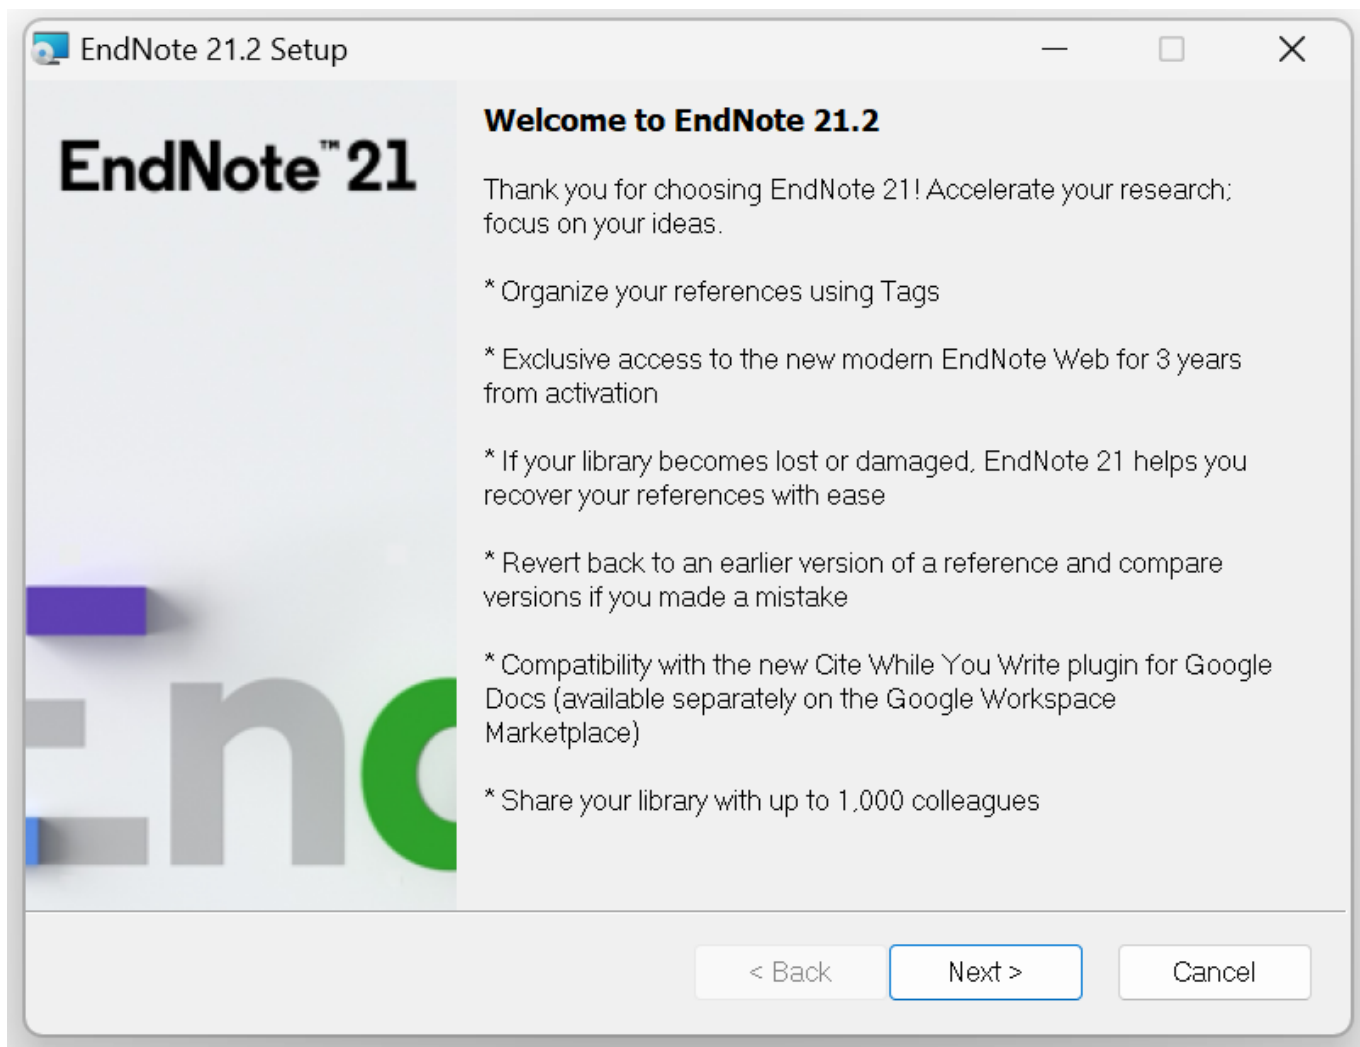 EndNote 21.2 Setup
EndNote™21
Welcome to EndNote 21.2
Thank you for choosing EndNote 21! Accelerate your research;
focus on your ideas.
* Organize your references using Tags
* Exclusive access to the new modern EndNote Web for 3 years
from activation
* If your library becomes lost or damaged, EndNote 21 helps you
recover your references with ease
* Revert back to an earlier version of a reference and compare
versions if you made a mistake
* Compatibility with the new Cite While You Write plugin for Google
Docs (available separately on the Google Workspace
Marketplace)
* Share your library with up to 1,000 colleagues
En
< Back
Next >
Cancel